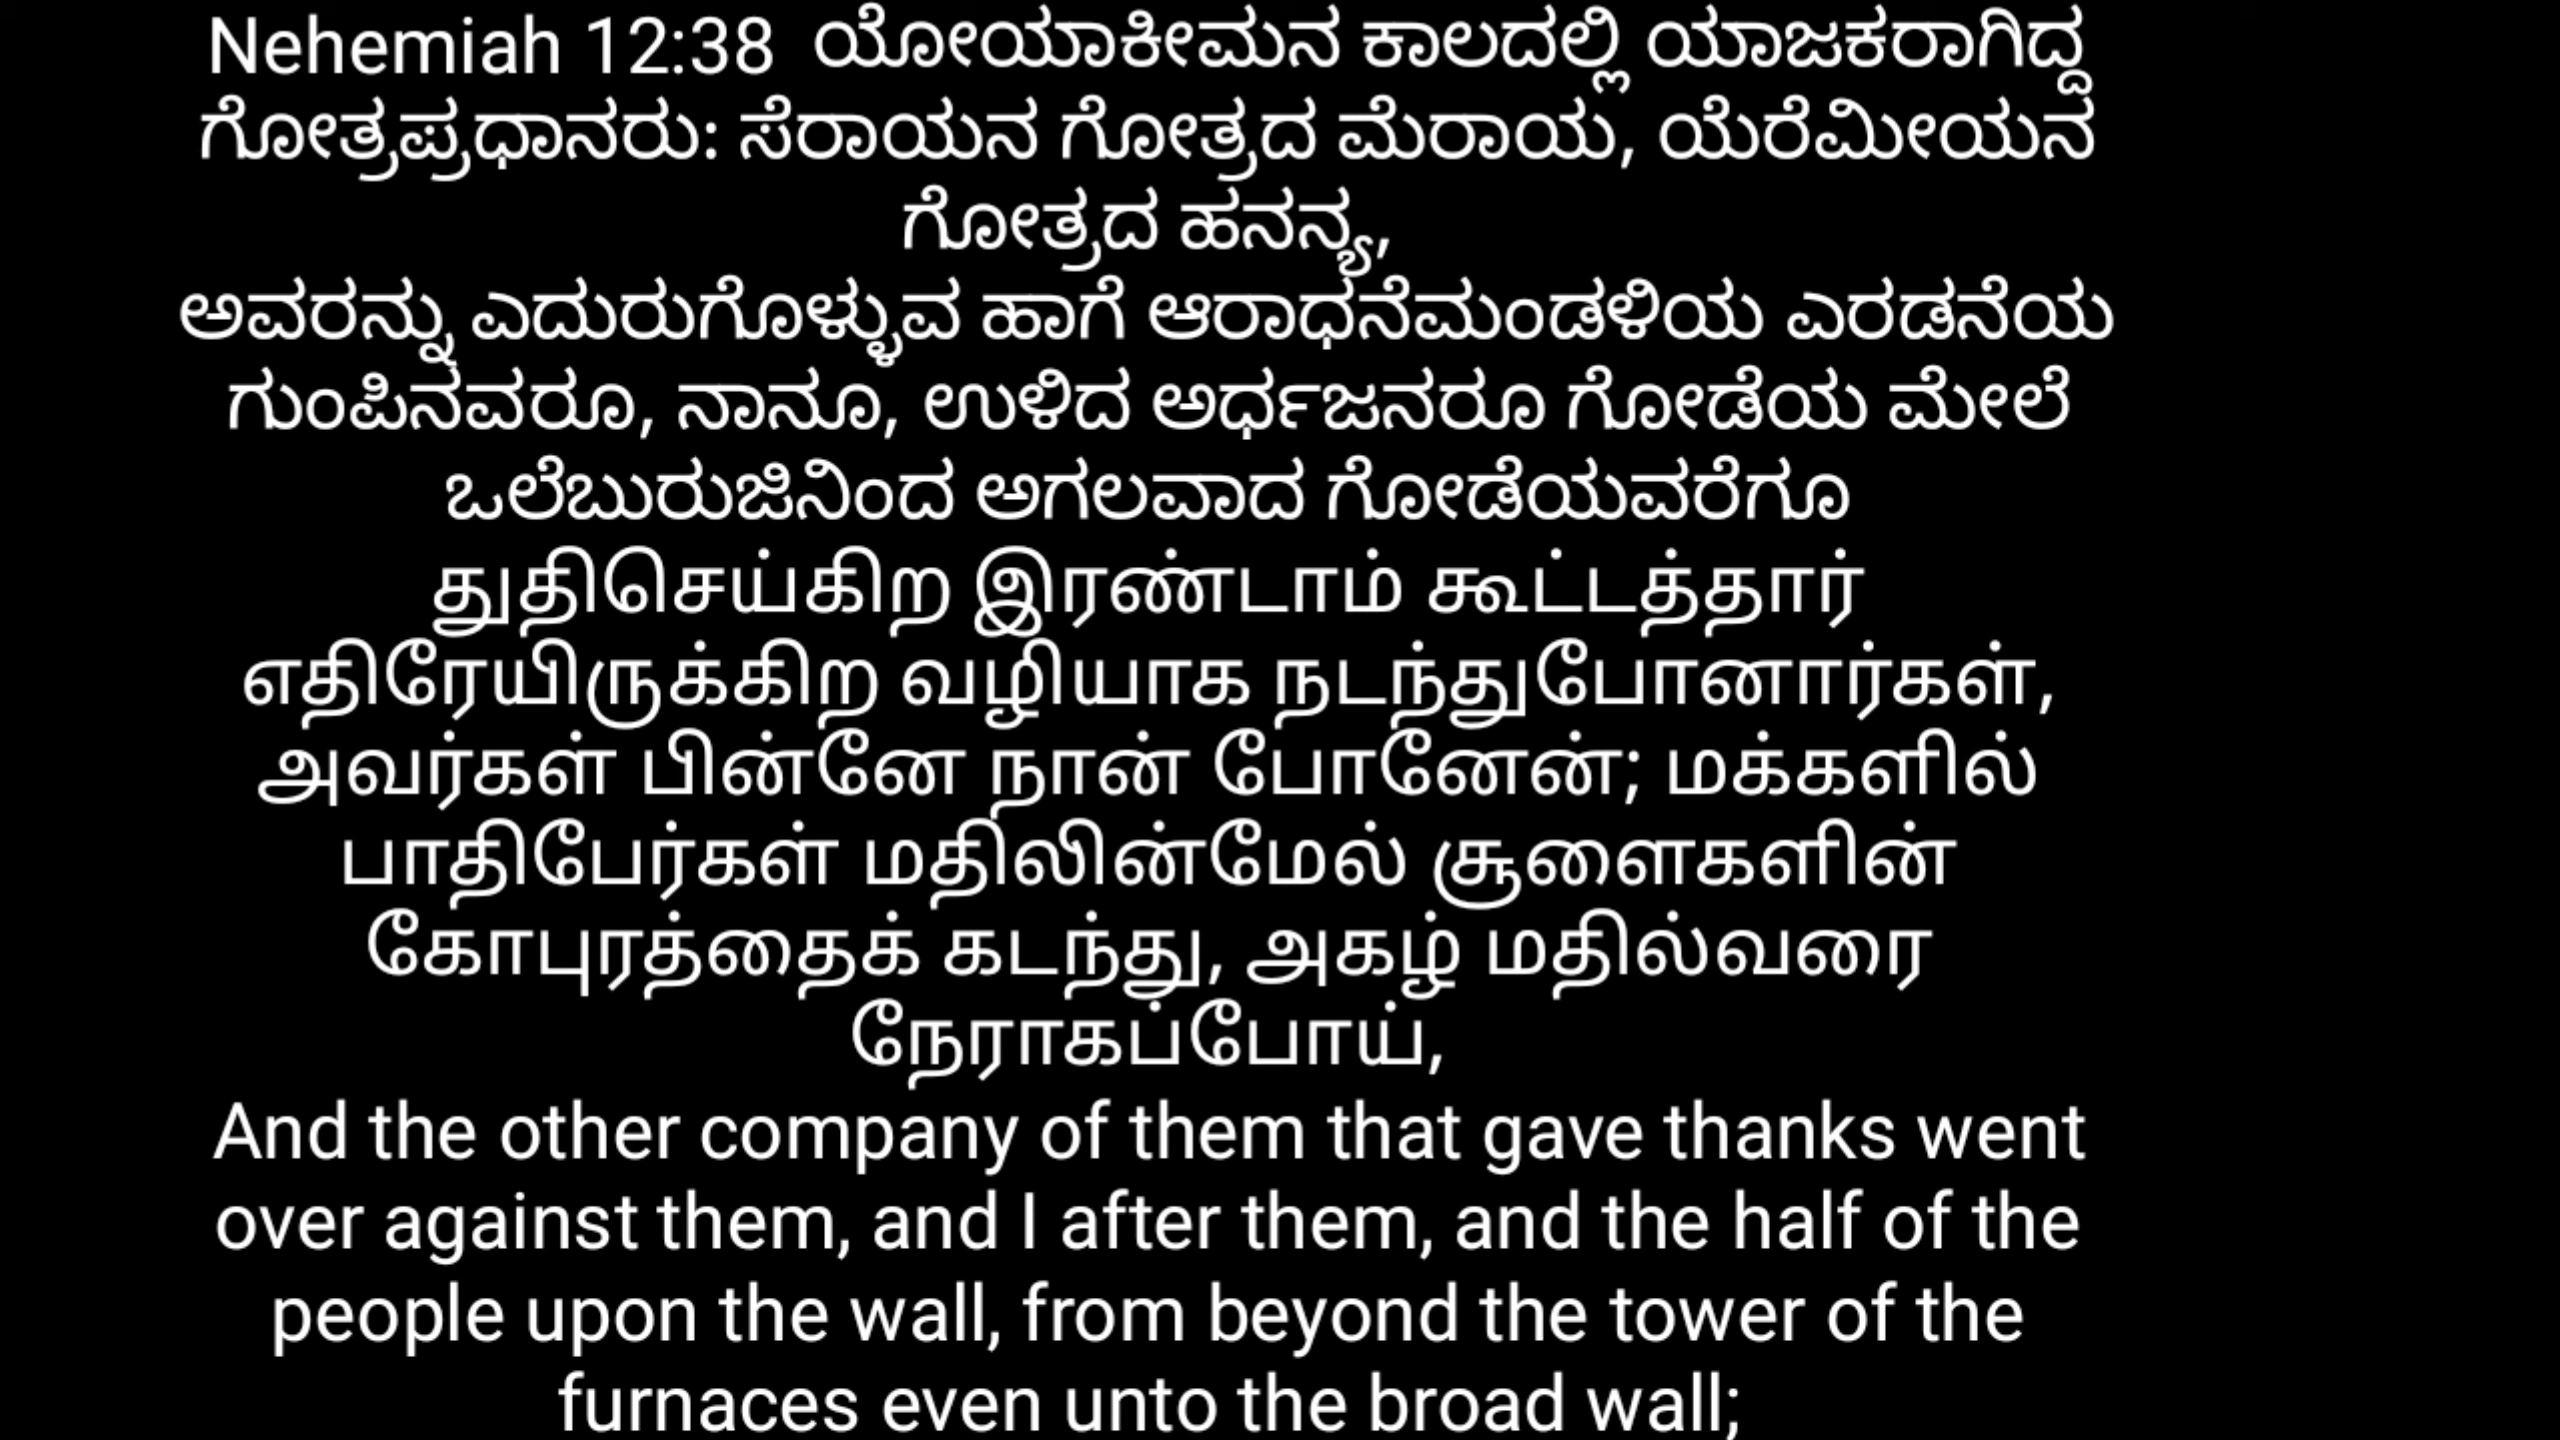 Nehemiah 12:38  ಯೋಯಾಕೀಮನ ಕಾಲದಲ್ಲಿ ಯಾಜಕರಾಗಿದ್ದ
ಗೋತ್ರಪ್ರಧಾನರು: ಸೆರಾಯನ ಗೋತ್ರದ ಮೆರಾಯ, ಯೆರೆಮೀಯನ
ಗೋತ್ರದ ಹನನ್ಯ,
ಅವರನ್ನು ಎದುರುಗೊಳ್ಳುವ ಹಾಗೆ ಆರಾಧನೆಮಂಡಳಿಯ ಎರಡನೆಯ
ಗುಂಪಿನವರೂ, ನಾನೂ, ಉಳಿದ ಅರ್ಧಜನರೂ ಗೋಡೆಯ ಮೇಲೆ
ಒಲೆಬುರುಜಿನಿಂದ ಅಗಲವಾದ ಗೋಡೆಯವರೆಗೂ
துதிசெய்கிற இரண்டாம் கூட்டத்தார்
எதிரேயிருக்கிற வழியாக நடந்துபோனார்கள்,
அவர்கள் பின்னே நான் போனேன்; மக்களில்
பாதிபேர்கள் மதிலின்மேல் சூளைகளின்
கோபுரத்தைக் கடந்து, அகழ் மதில்வரை
நேராகப்போய்,
And the other company of them that gave thanks went
over against them, and I after them, and the half of the
people upon the wall, from beyond the tower of the
furnaces even unto the broad wall;